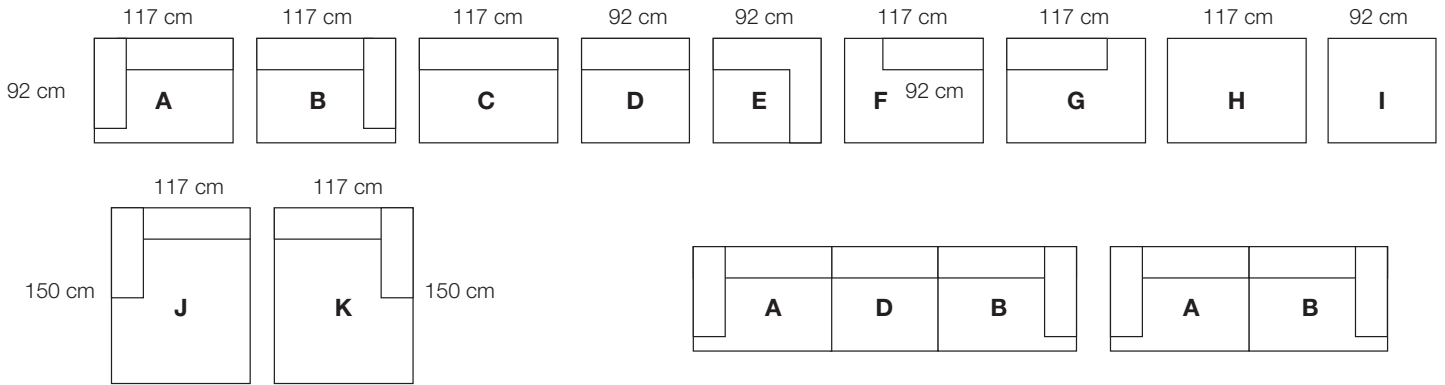 117 cm 117 cm 117 cm 92 cm 92 cm 117 cm 117 cm 117 cm 92 cm
92 cm A B C D E F 92 cm G H I
117 cm 117 cm
150 cm J K 150 cm A D B A B